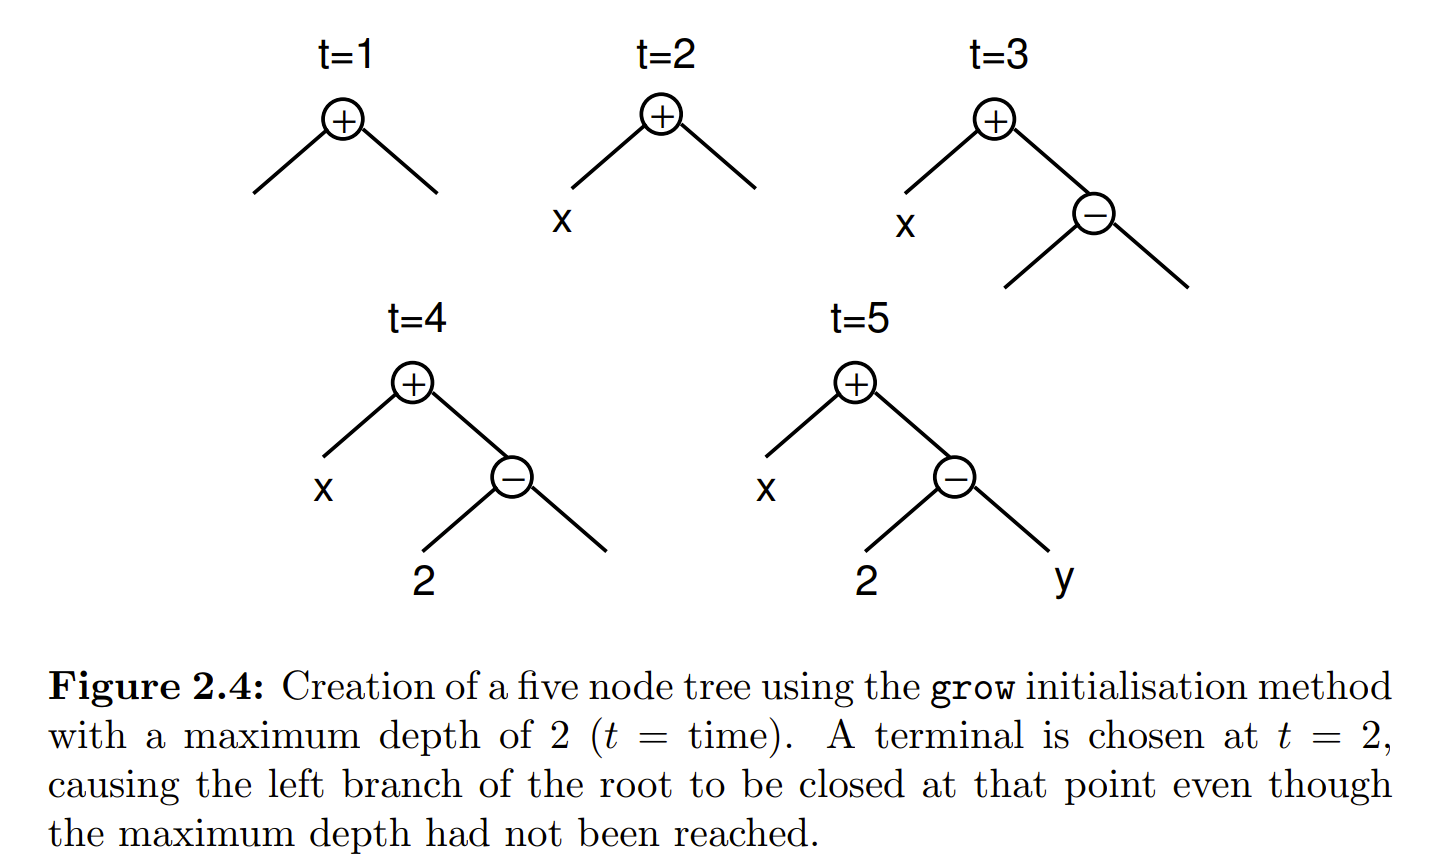 t=1 t=2 t=3
+ + +
x x −
t=4 t=5
+ +
x − x −
2 2 y
Figure 2.4: Creation of a five node tree using the grow initialisation method
with a maximum depth of 2 (t = time). A terminal is chosen at t = 2,
causing the left branch of the root to be closed at that point even though
the maximum depth had not been reached.